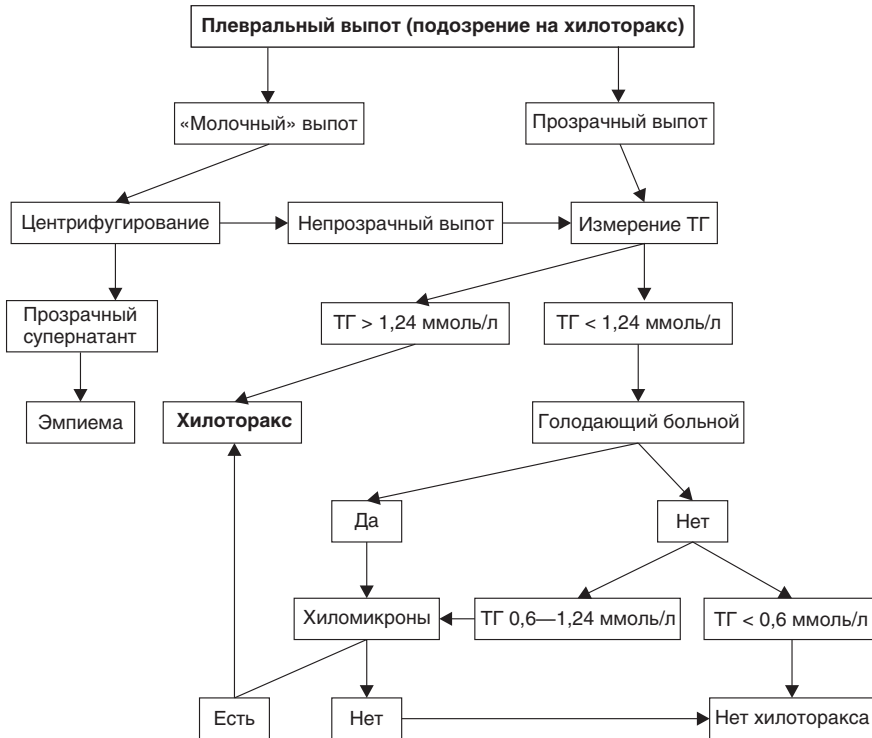 Плевральный выпот (подозрение на хилоторакс)
«Молочный» выпот
Прозрачный выпот
Центрифугирование
Непрозрачный выпот
Измерение ТГ
Прозрачный
супернатант
ТГ > 1,24 ммоль/л
ТГ < 1,24 ммоль/л
Эмпиема
Хилоторакс
Голодающий больной
Да
Нет
Хиломикроны
ТГ 0,6—1,24 ммоль/л
ТГ < 0,6 ммоль/л
Есть
Нет
Нет хилоторакса